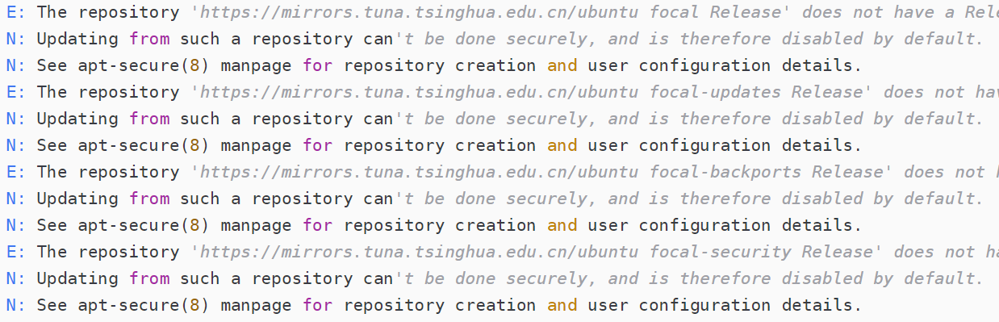 E: The repository 'https://mirrors.tuna.tsinghua.edu.cn/ubuntu focal Release' does not have a
N: Updating from such a repository can't be done securely, and is therefore disabled by default.
N: See apt-secure(8) manpage for repository creation and user configuration details.
E: The repository 'https://mirrors.tuna.tsinghua.edu.cn/ubuntu focal-updates Release' does not
N: Updating from such a repository can't be done securely, and is therefore disabled by default.
N: See apt-secure(8) manpage for repository creation and user configuration details.
E: The repository 'https://mirrors.tuna.tsinghua.edu.cn/ubuntu focal-backports Release' does not
N: Updating from such a repository can't be done securely, and is therefore disabled by default.
N: See apt-secure(8) manpage for repository creation and user configuration details.
E: The repository 'https://mirrors.tuna.tsinghua.edu.cn/ubuntu focal-security Release' does not
N: Updating from such a repository can't be done securely, and is therefore disabled by default.
N: See apt-secure(8) manpage for repository creation and user configuration details.